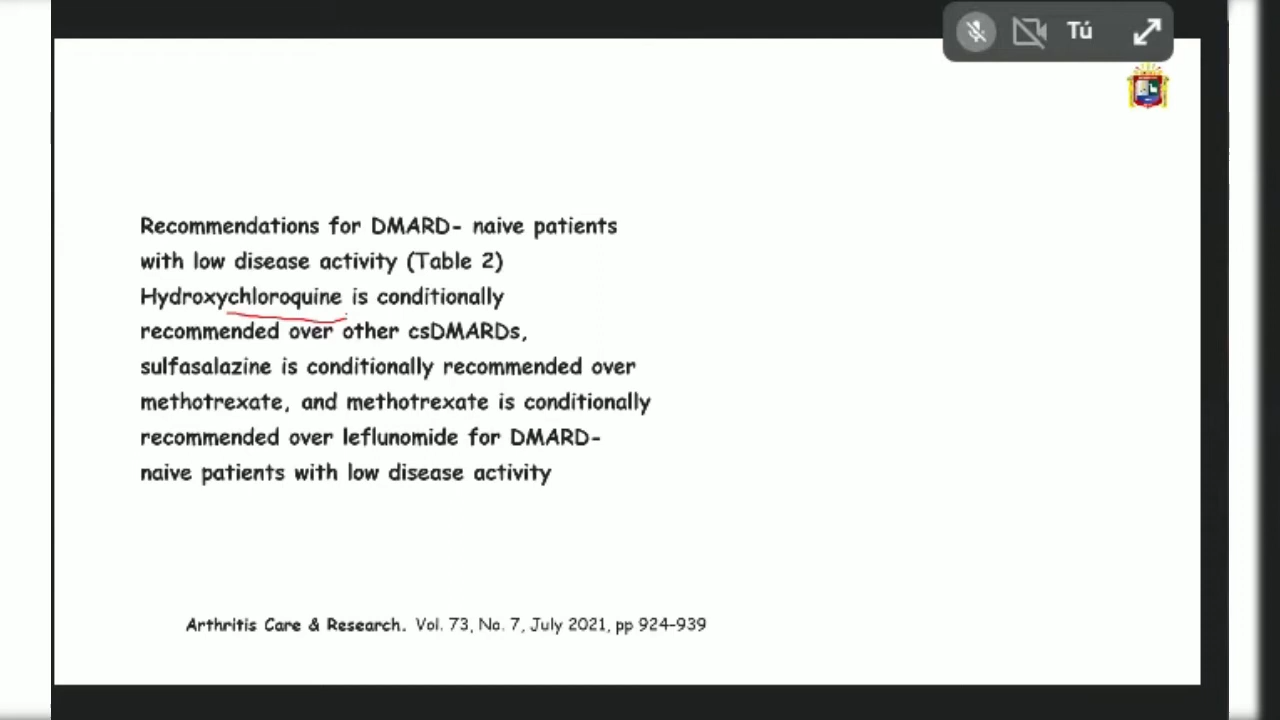 Tú
Recommendations for DMARD- naive patients
with low disease activity (Table 2)
Hydroxychloroquine is conditionally
recommended over other csDMARDs,
sulfasalazine is conditionally recommended over
methotrexate, and methotrexate is conditionally
recommended over leflunomide for DMARD-
naive patients with low disease activity
Arthritis Care & Research. Vol. 73, No. 7, July 2021, pp 924-939